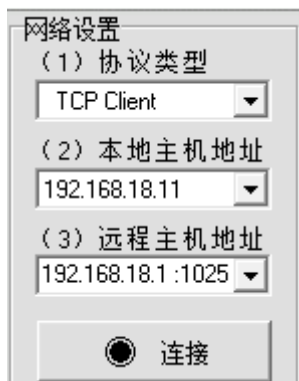 网络设置
（1）协议类型
TCP Client
（2）本地主机地址
192.168.18.11
（3）远程主机地址
192.168.18.1 :1025
连接